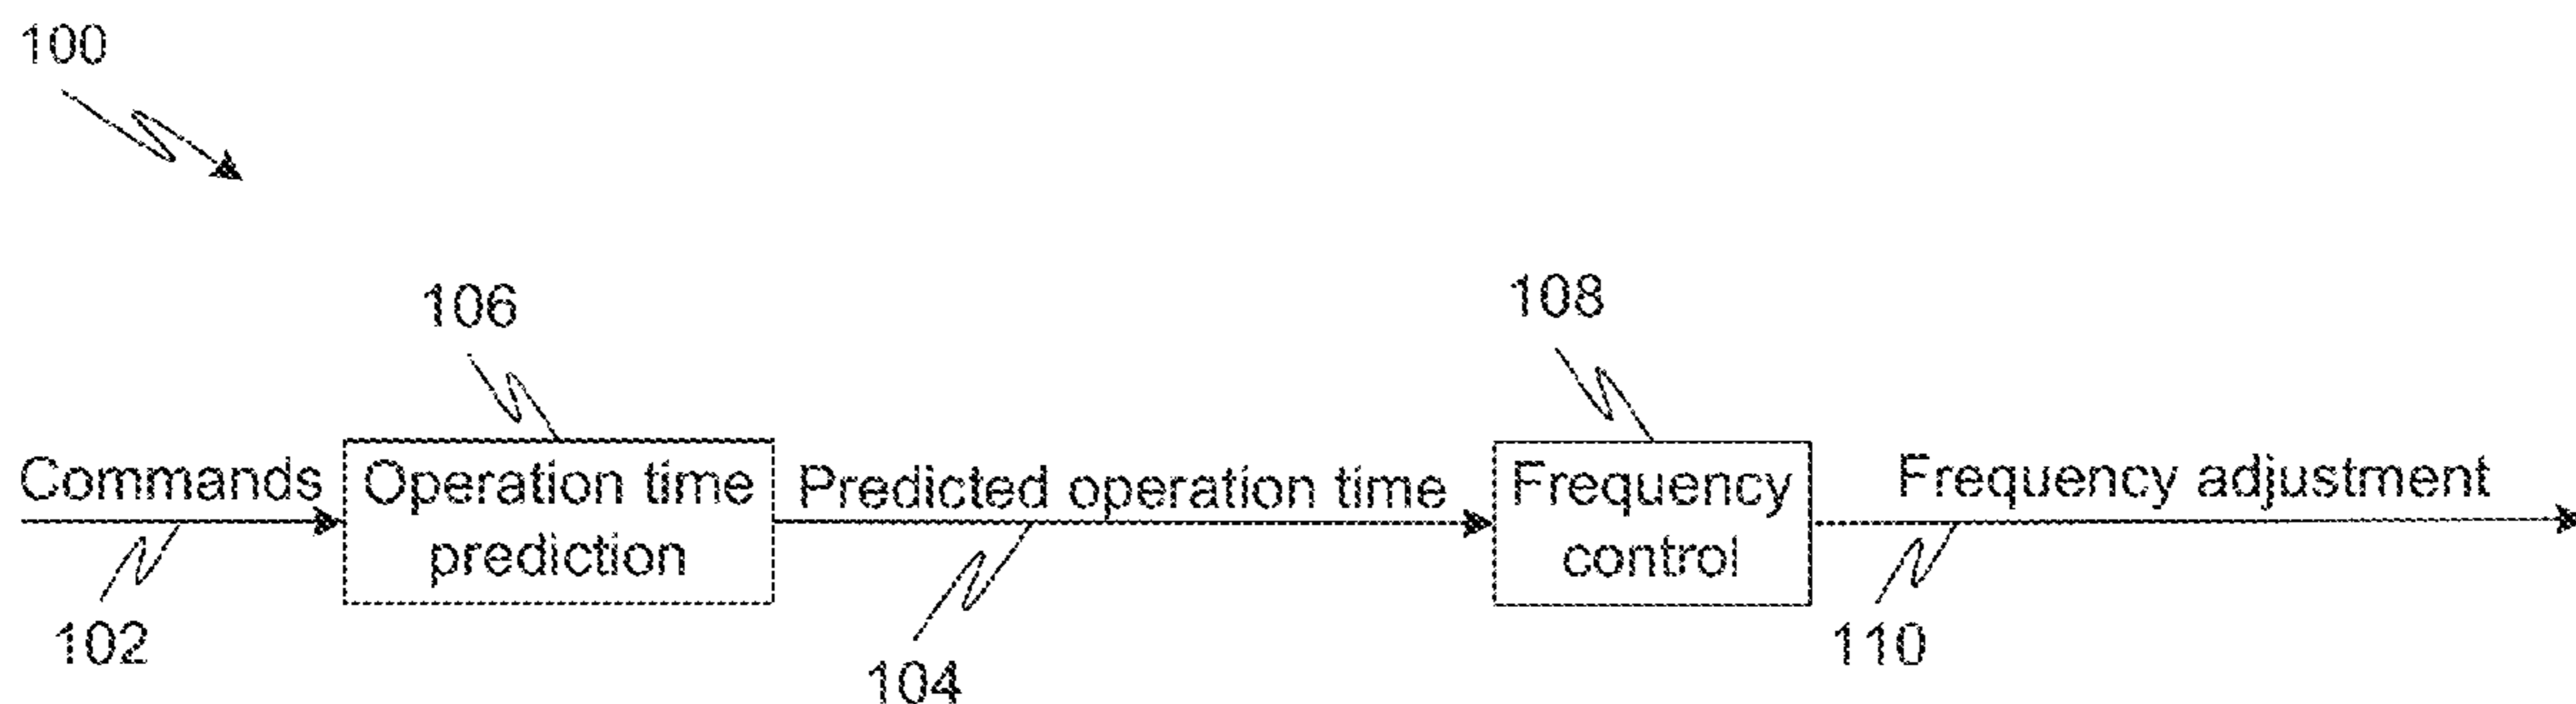 100
106
108
Commands
Operation time
prediction
Predicted operation time
Frequency
control
Frequency adjustment
102
104
110